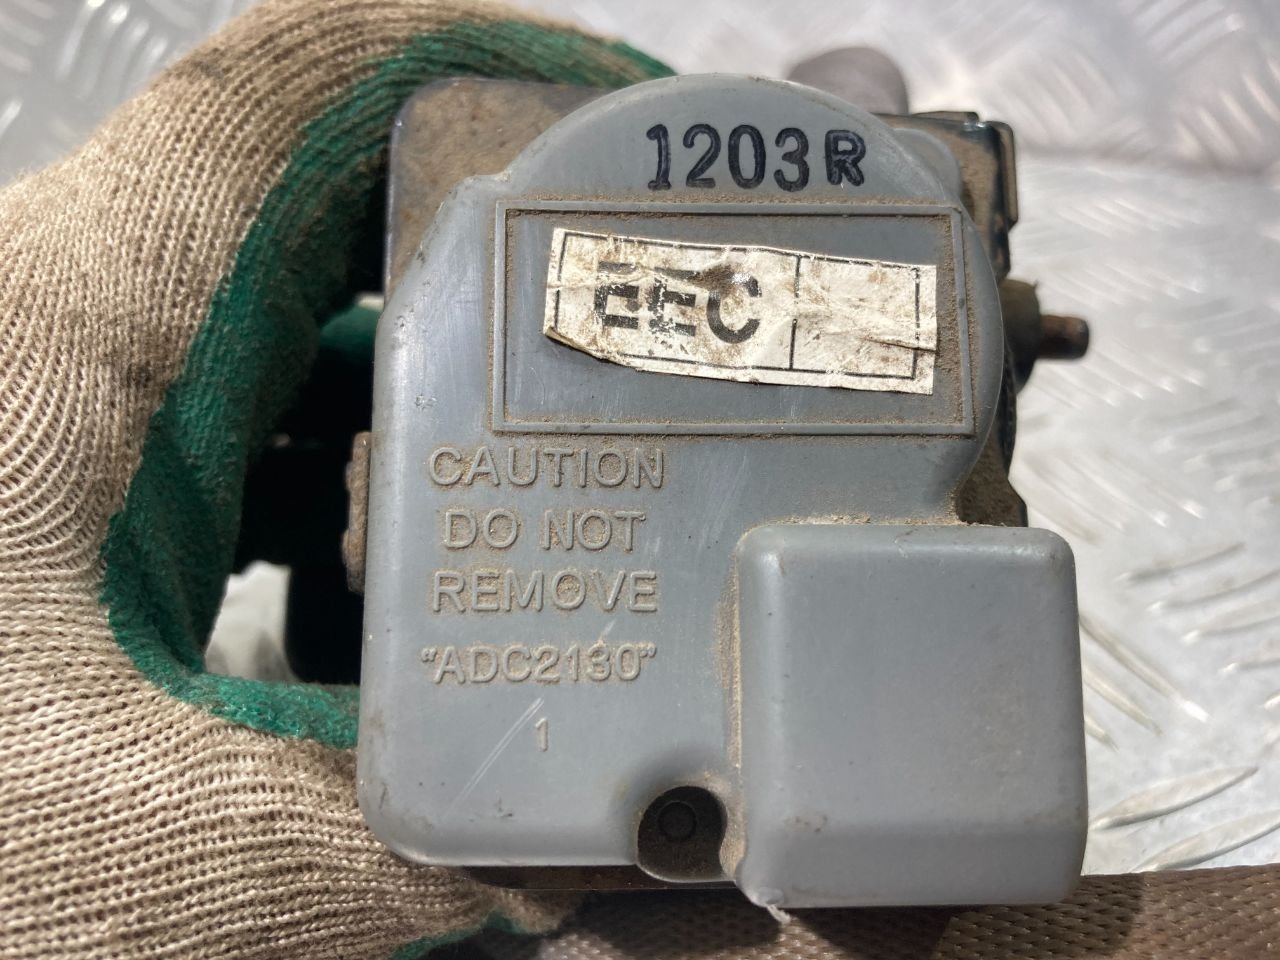 1203R
EEC
CAUTION
DO NOT
REMOVE
"ADC2130"
1